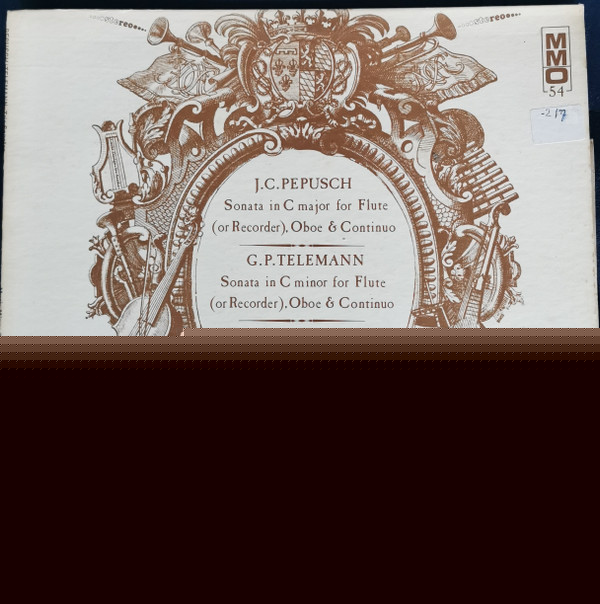 stereo
stereo
MMO
54
-2/7
J.C.PEPUSCH
Sonata in C major for Flute
(or Recorder), Oboe & Continuo
G.P.TELEMANN
Sonata in C minor for Flute
(or Recorder), Oboe & Continuo